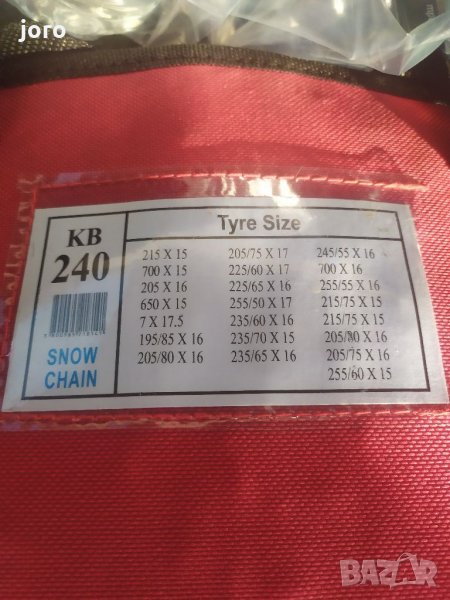 joro
KB
240
SNOW
CHAIN
Tyre Size
215 X 15
700 X 15
205 X 16
650 X 15
7 X 17.5
195/85 X 16
205/80 X 16
205/75 X 17
225/60 X 17
225/65 X 16
255/50 X 17
235/60 X 16
235/70 X 15
235/65 X 16
245/55 X 16
700 X 16
255/55 X 16
215/75 X 15
215/75 X 15
205/80 X 16
205/75 X 16
255/60 X 15
BAZAR